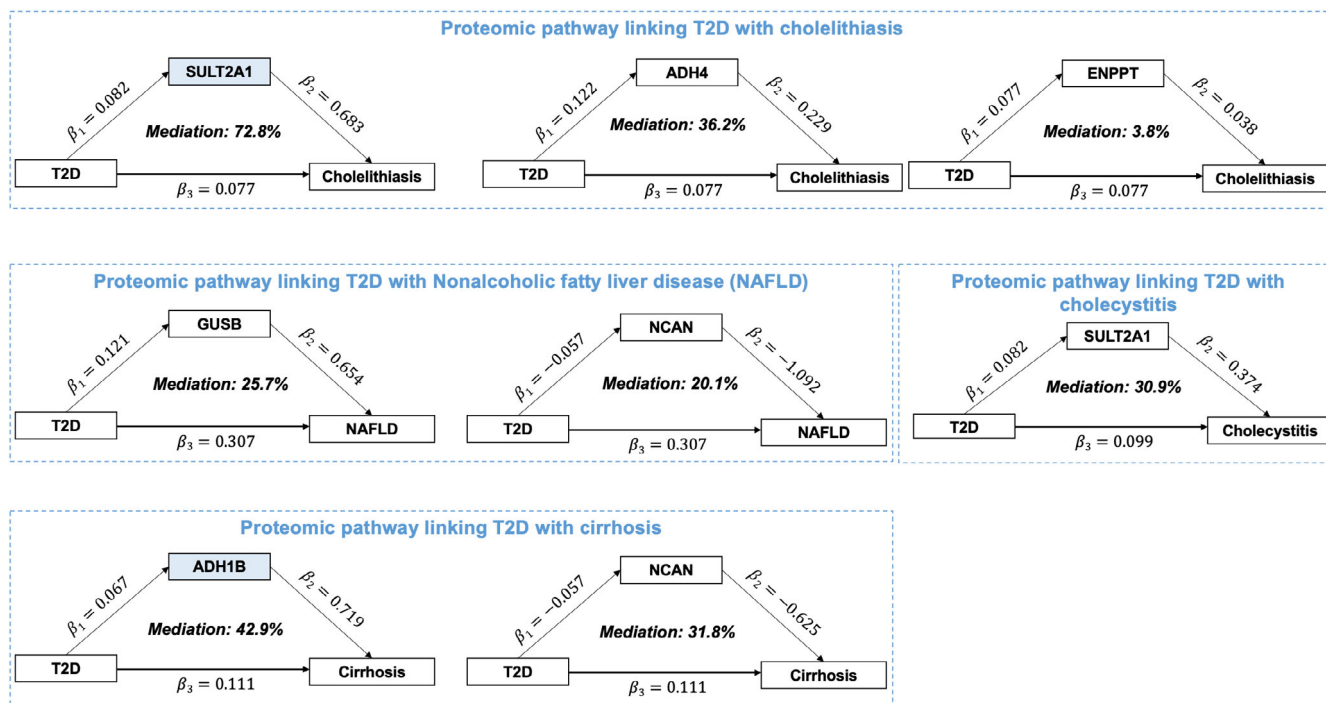 Proteomic pathway linking T2D with cholelithiasis
SULT2A1
β₁ = 0.082
β₂ = 0.683
Mediation: 72.8%
T2D
Cholelithiasis
β₃ = 0.077
ADH4
β₁ = 0.122
β₂ = 0.229
Mediation: 36.2%
T2D
Cholelithiasis
β₃ = 0.077
ENPPT
β₁ = 0.077
β₂ = 0.038
Mediation: 3.8%
T2D
Cholelithiasis
β₃ = 0.077
Proteomic pathway linking T2D with Nonalcoholic fatty liver disease (NAFLD)
GUSB
β₁ = 0.121
β₂ = 0.654
Mediation: 25.7%
T2D
NAFLD
β₃ = 0.307
NCAN
β₁ = −0.057
β₂ = −1.092
Mediation: 20.1%
T2D
NAFLD
β₃ = 0.307
Proteomic pathway linking T2D with
cholecystitis
SULT2A1
β₁ = 0.082
β₂ = 0.374
Mediation: 30.9%
T2D
Cholecystitis
β₃ = 0.099
Proteomic pathway linking T2D with cirrhosis
ADH1B
β₁ = 0.067
β₂ = 0.719
Mediation: 42.9%
T2D
Cirrhosis
β₃ = 0.111
NCAN
β₁ = −0.057
β₂ = −0.625
Mediation: 31.8%
T2D
Cirrhosis
β₃ = 0.111